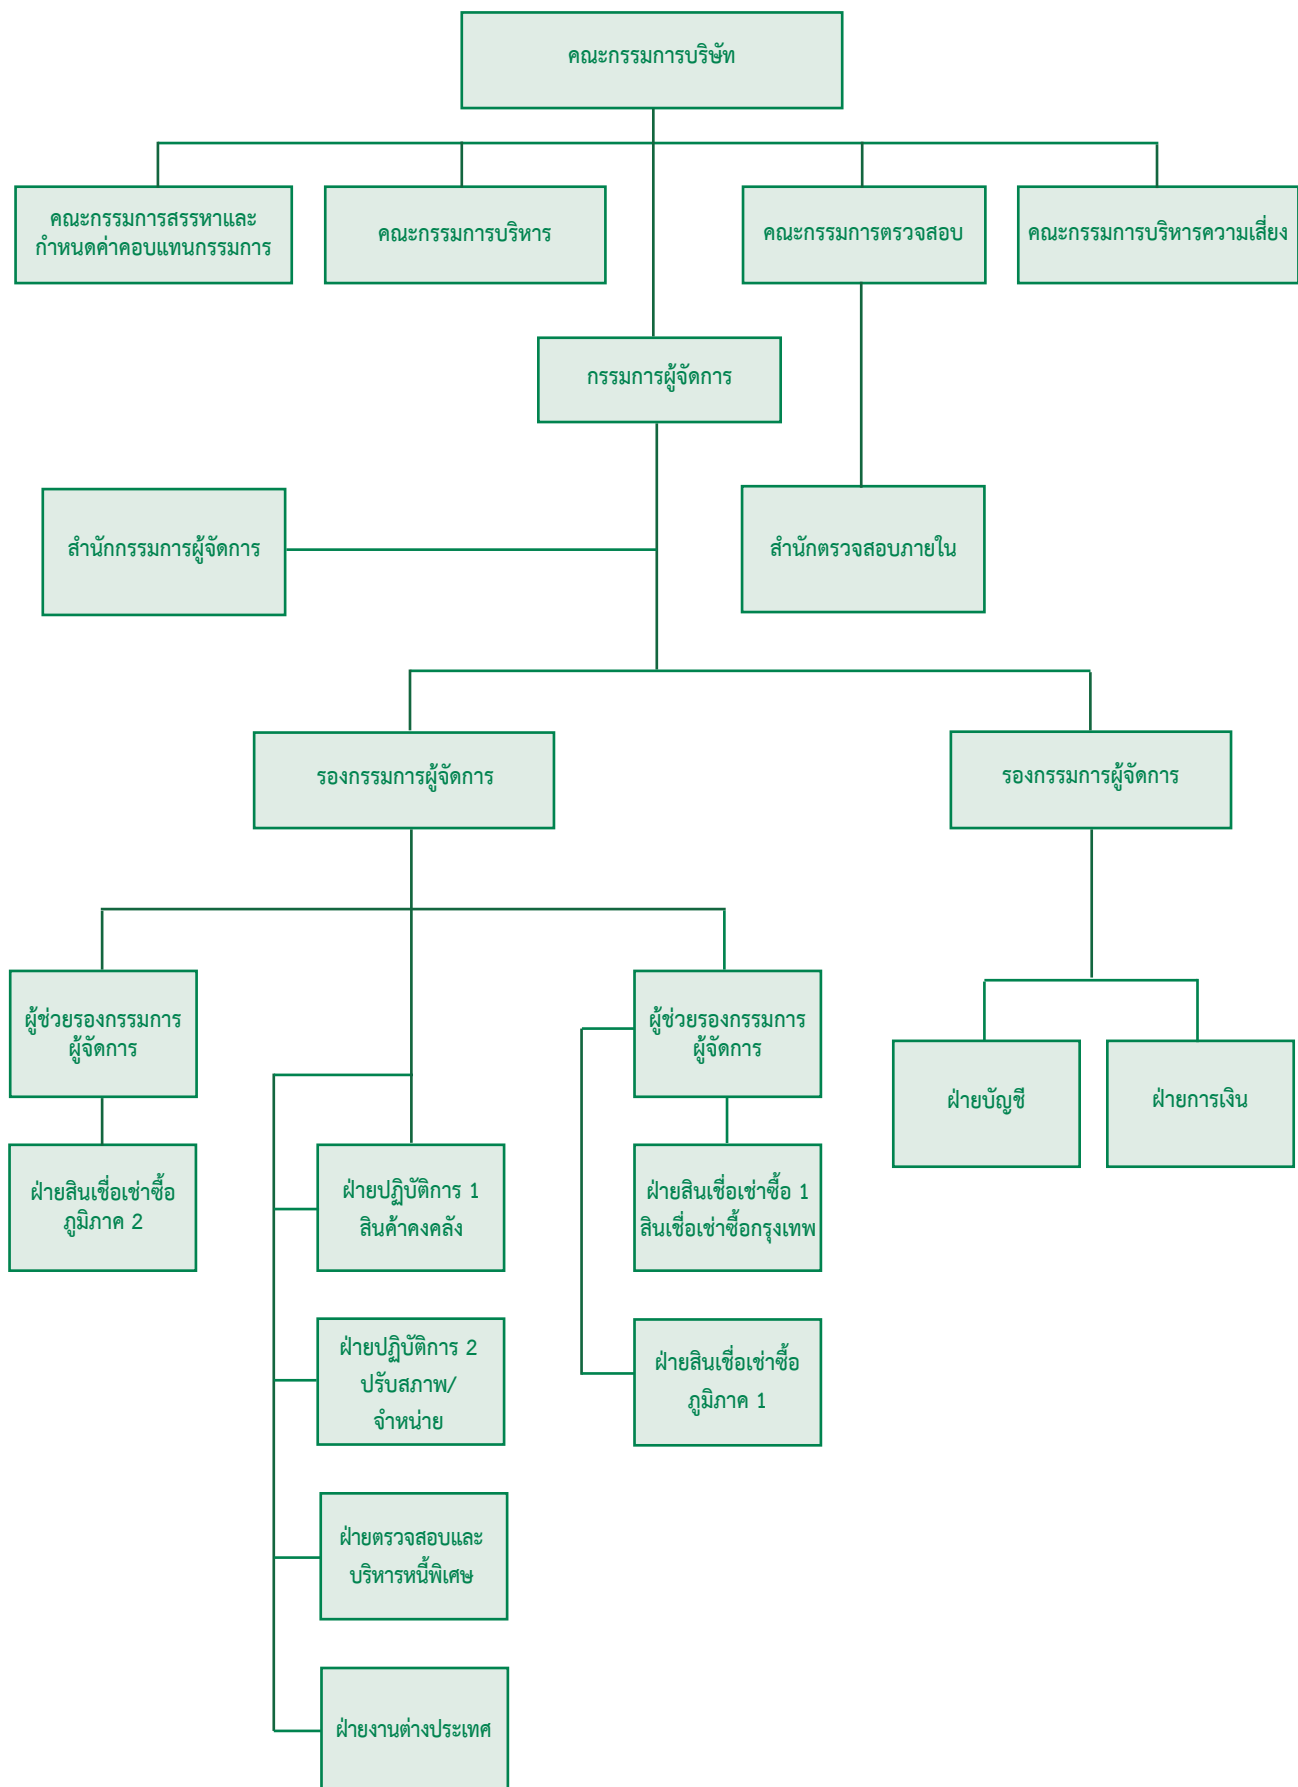 คณะกรรมการบริษัท
คณะกรรมการสรรหาและ
กำหนดค่าตอบแทนกรรมการ
คณะกรรมการบริหาร
คณะกรรมการตรวจสอบ
คณะกรรมการบริหารความเสี่ยง
กรรมการผู้จัดการ
สำนักกรรมการผู้จัดการ
สำนักตรวจสอบภายใน
รองกรรมการผู้จัดการ
รองกรรมการผู้จัดการ
ผู้ช่วยรองกรรมการ
ผู้จัดการ
ผู้ช่วยรองกรรมการ
ผู้จัดการ
ฝ่ายบัญชี
ฝ่ายการเงิน
ฝ่ายสินเชื่อเช่าซื้อ
ภูมิภาค 2
ฝ่ายปฏิบัติการ 1
สินค้าคงคลัง
ฝ่ายสินเชื่อเช่าซื้อ 1
สินเชื่อเช่าซื้อกรุงเทพ
ฝ่ายปฏิบัติการ 2
ปรับสภาพ/
จำหน่าย
ฝ่ายสินเชื่อเช่าซื้อ
ภูมิภาค 1
ฝ่ายตรวจสอบและ
บริหารหนี้พิเศษ
ฝ่ายงานต่างประเทศ